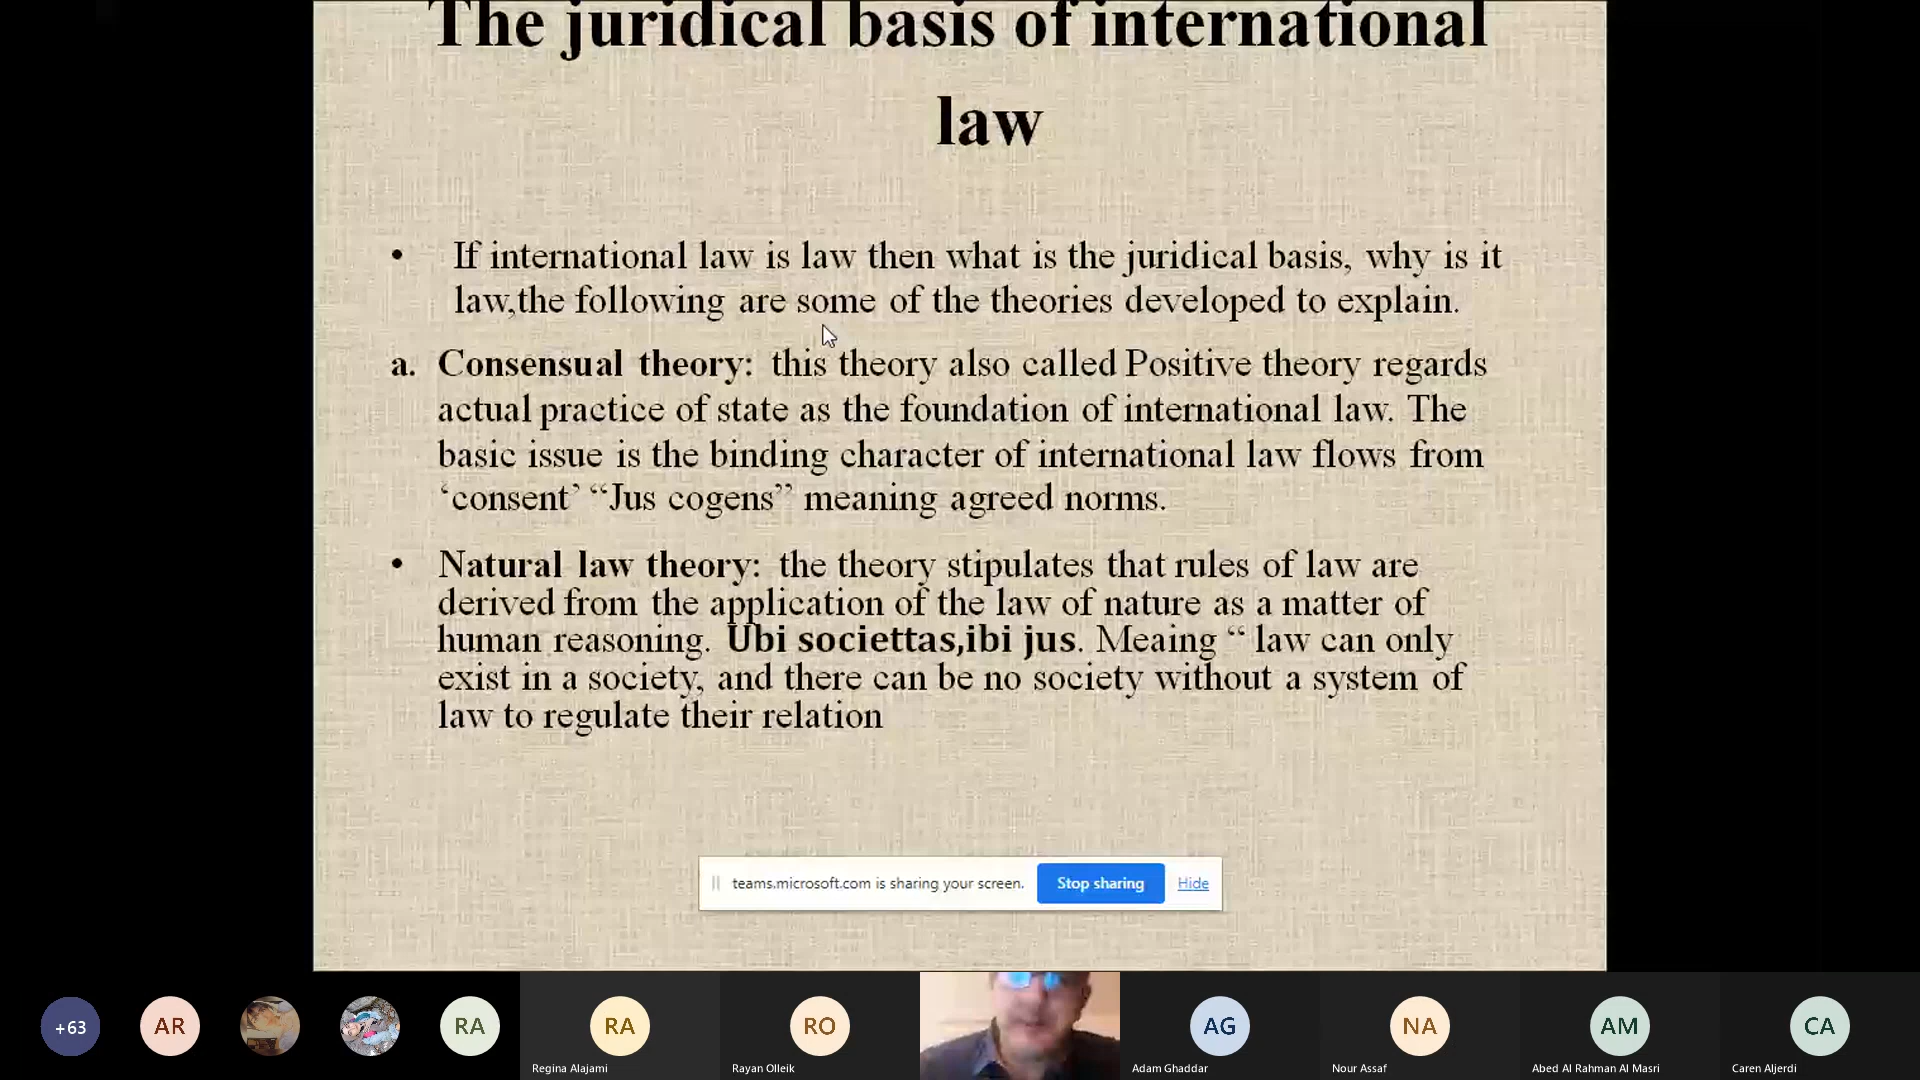 The juridical basis of international
law
• If international law is law then what is the juridical basis, why is it
law,the following are some of the theories developed to explain.
a. Consensual theory: this theory also called Positive theory regards
actual practice of state as the foundation of international law. The
basic issue is the binding character of international law flows from
‘consent’ “Jus cogens” meaning agreed norms.
• Natural law theory: the theory stipulates that rules of law are
derived from the application of the law of nature as a matter of
human reasoning. Ubi societtas,ibi jus. Meaing “ law can only
exist in a society, and there can be no society without a system of
law to regulate their relation
teams.microsoft.com is sharing your screen. Stop sharing Hide
+63 AR RA RA RO AG NA AM CA
Regina Alajami Rayan Olleik Adam Ghaddar Nour Assaf Abed Al Rahman Al Masri Caren Aljerdi